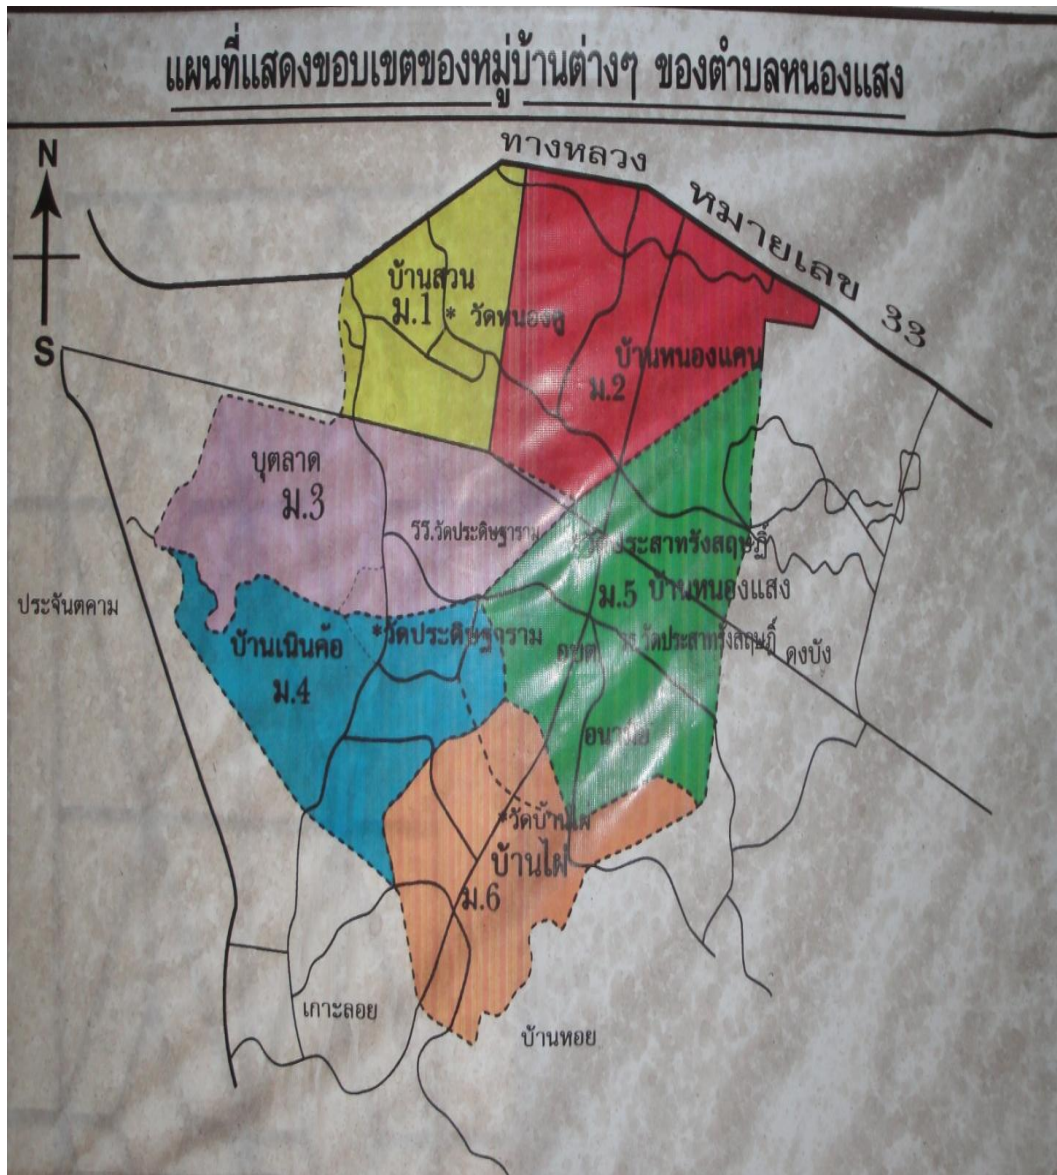 แผนที่แสดงขอบเขตของหมู่บ้านต่างๆ ของตำบลหนองแสง
N
S
ทางหลวง
หมายเลข 33
บ้านสวน
ม.1 * วัดหนองคู
บ้านหนองแคน
ม.2
บุตลาด
ม.3
รร.วัดประดิษฐาราม
ประสาทรังสฤษฎิ์
ม.5 บ้านหนองแสง
ประจันตคาม
บ้านเนินค้อ
ม.4
*วัดประดิษฐาราม
อบต
รร วัดประสาทรังสฤษฎิ์
ดงบัง
อนามัย
*วัดบ้านไผ่
บ้านไผ่
ม.6
เกาะลอย
บ้านหอย